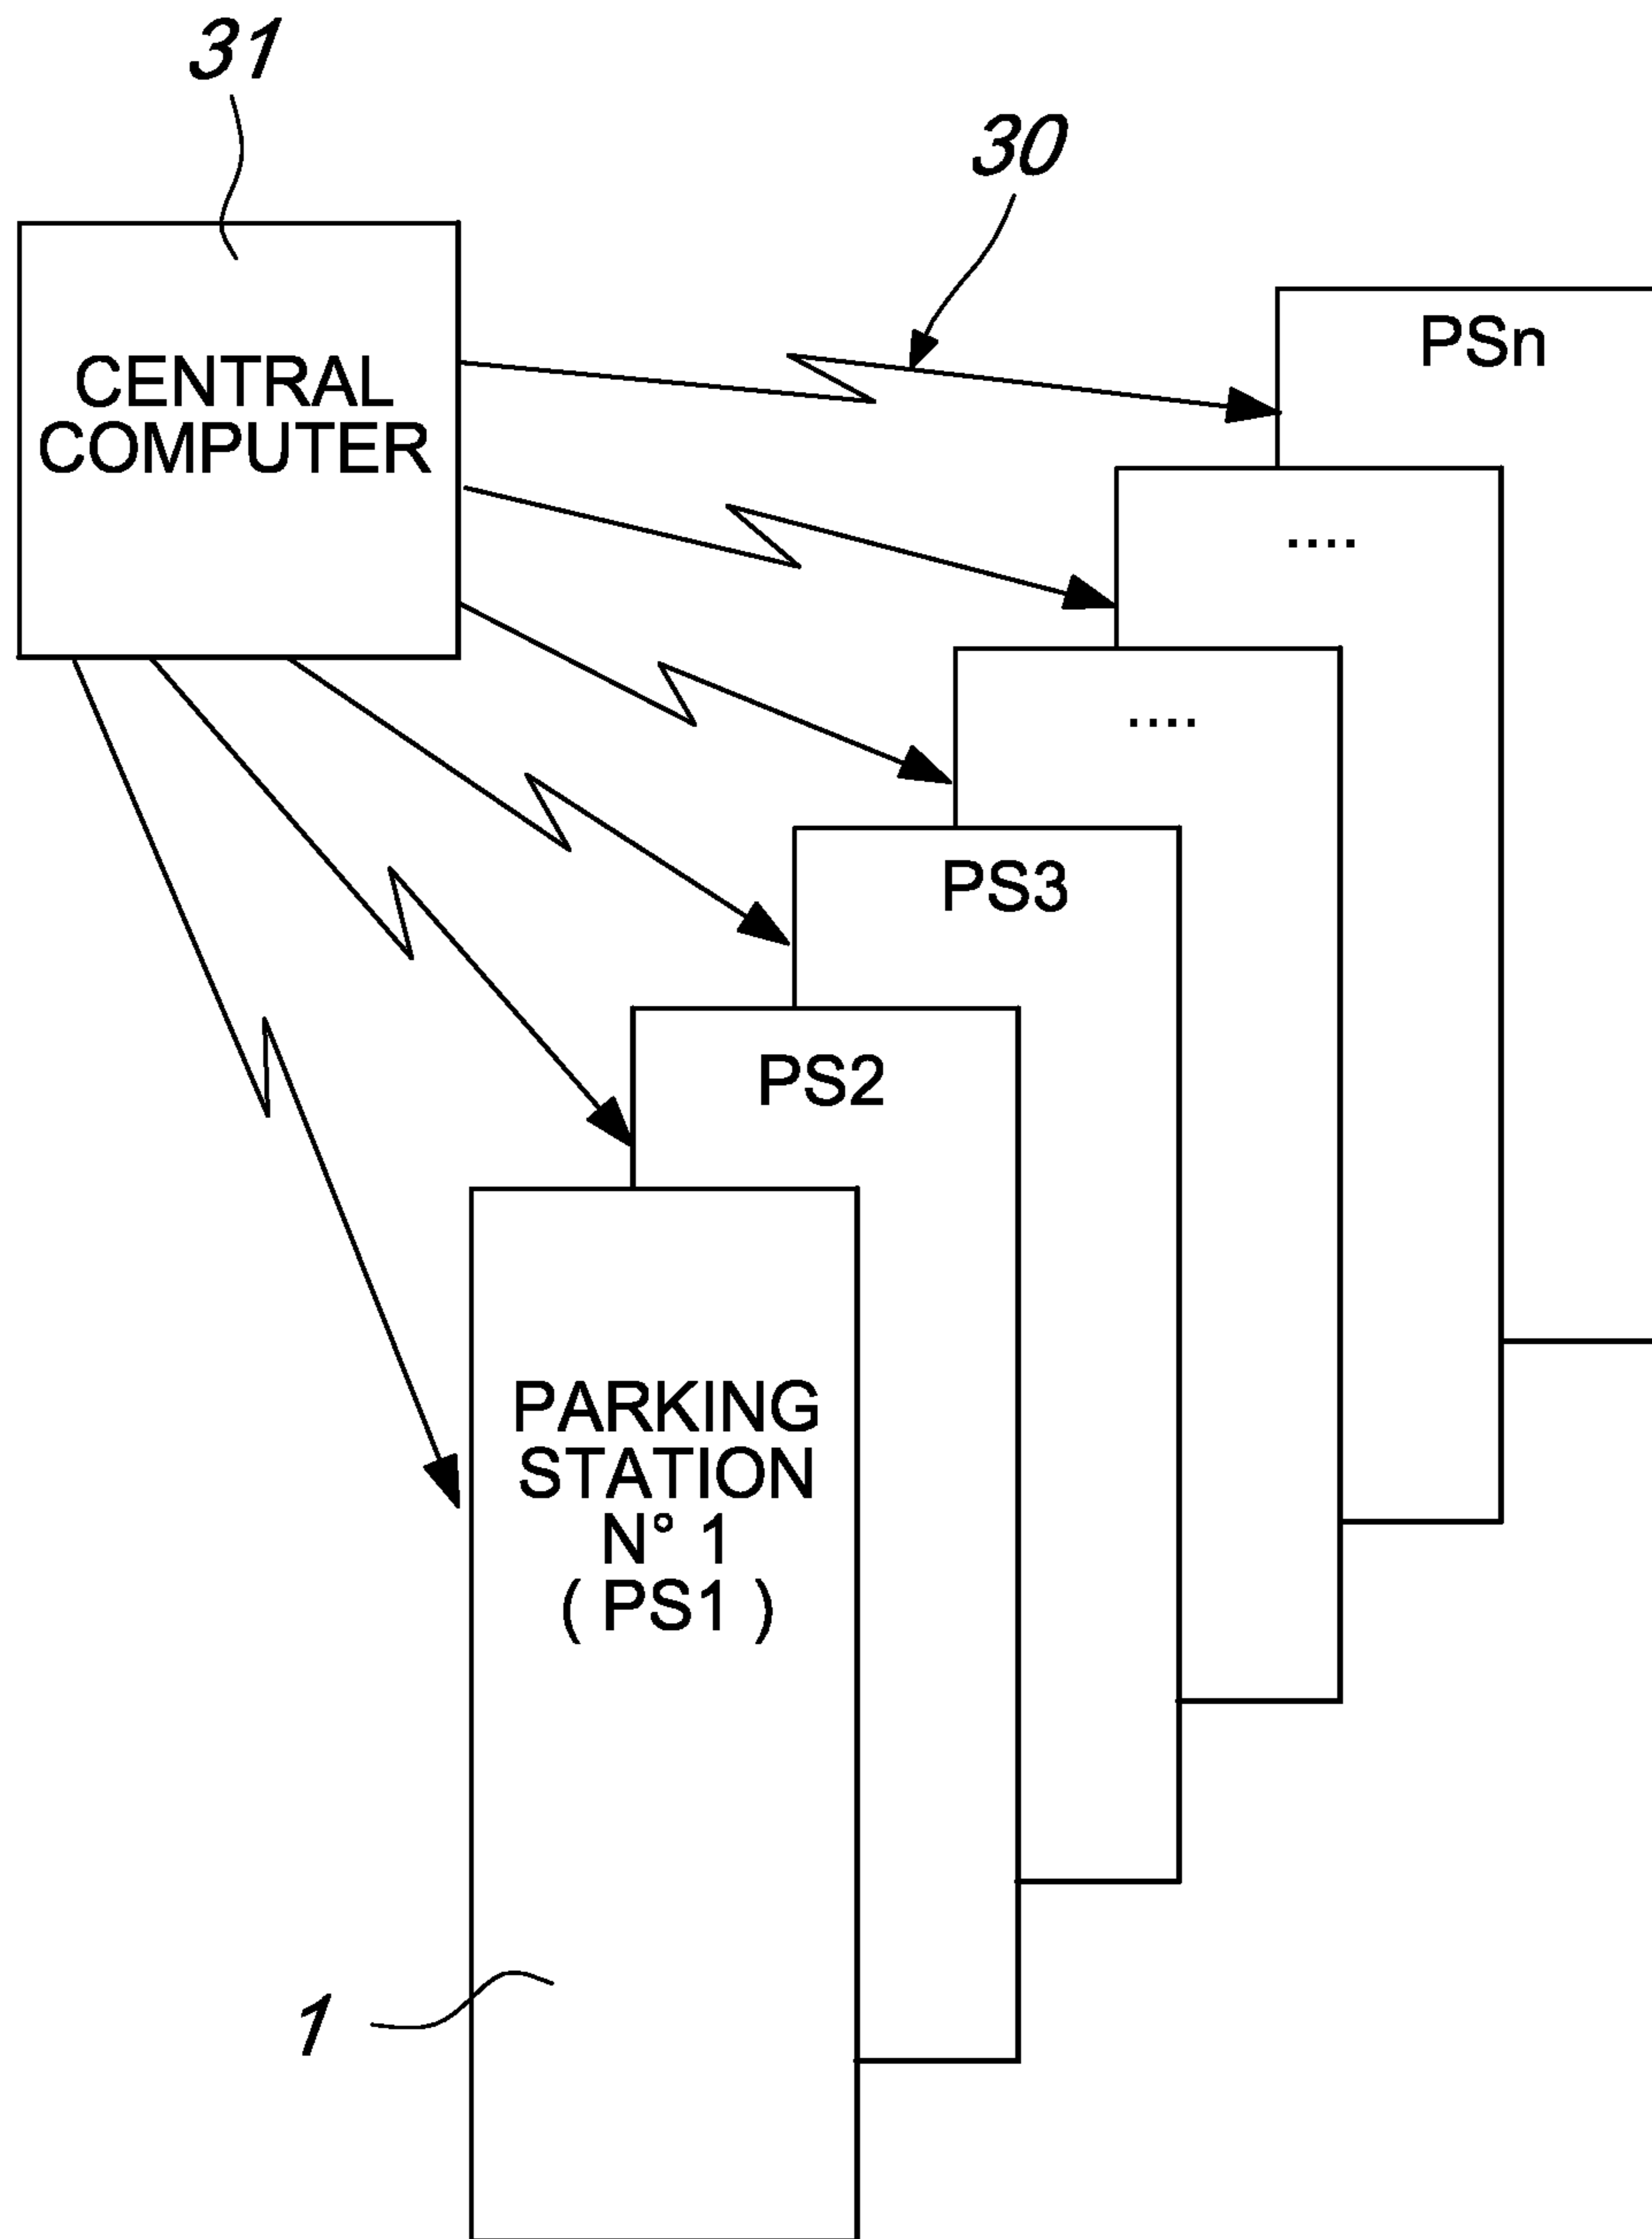 31
30
CENTRAL
COMPUTER
PSn
....
....
PS3
PS2
PARKING
STATION
N° 1
( PS1 )
1